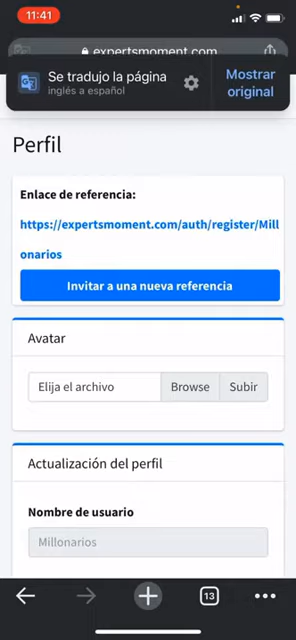 11:41
expertsmoment.com
Se tradujo la página
inglés a español
Mostrar
original
Perfil
Enlace de referencia:
https://expertsmoment.com/auth/register/Mill
onarios
Invitar a una nueva referencia
Avatar
Elija el archivo
Browse
Subir
Actualización del perfil
Nombre de usuario
Millonarios
13